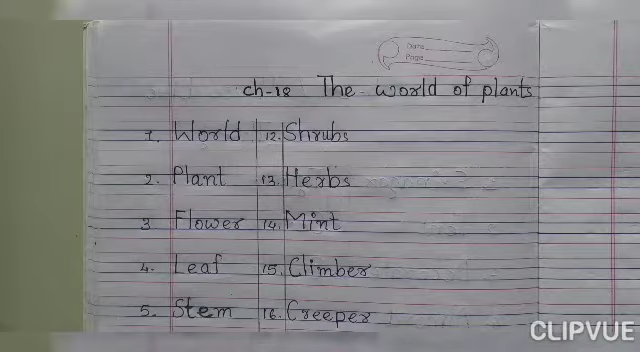 Date
Page
ch-18 The world of plants
1. World 12. Shrubs
2. Plant 13. Herbs
3 Flower 14. Mint
4. Leaf 15. Climber
5. Stem 16. Creeper
CLIPVUE